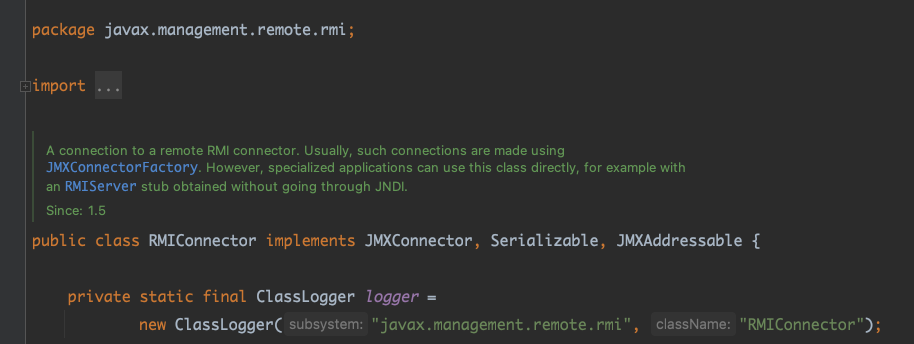 package javax.management.remote.rmi;
import ...
A connection to a remote RMI connector. Usually, such connections are made using
JMXConnectorFactory. However, specialized applications can use this class directly, for example with
an RMIServer stub obtained without going through JNDI.
Since: 1.5
public class RMIConnector implements JMXConnector, Serializable, JMXAddressable {
private static final ClassLogger logger =
new ClassLogger( subsystem: "javax.management.remote.rmi", className: "RMIConnector");